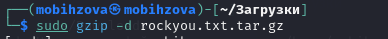 ┌──(mobihzova㉿mobihzova)-[~/Загрузки]
└─$ sudo gzip -d rockyou.txt.tar.gz